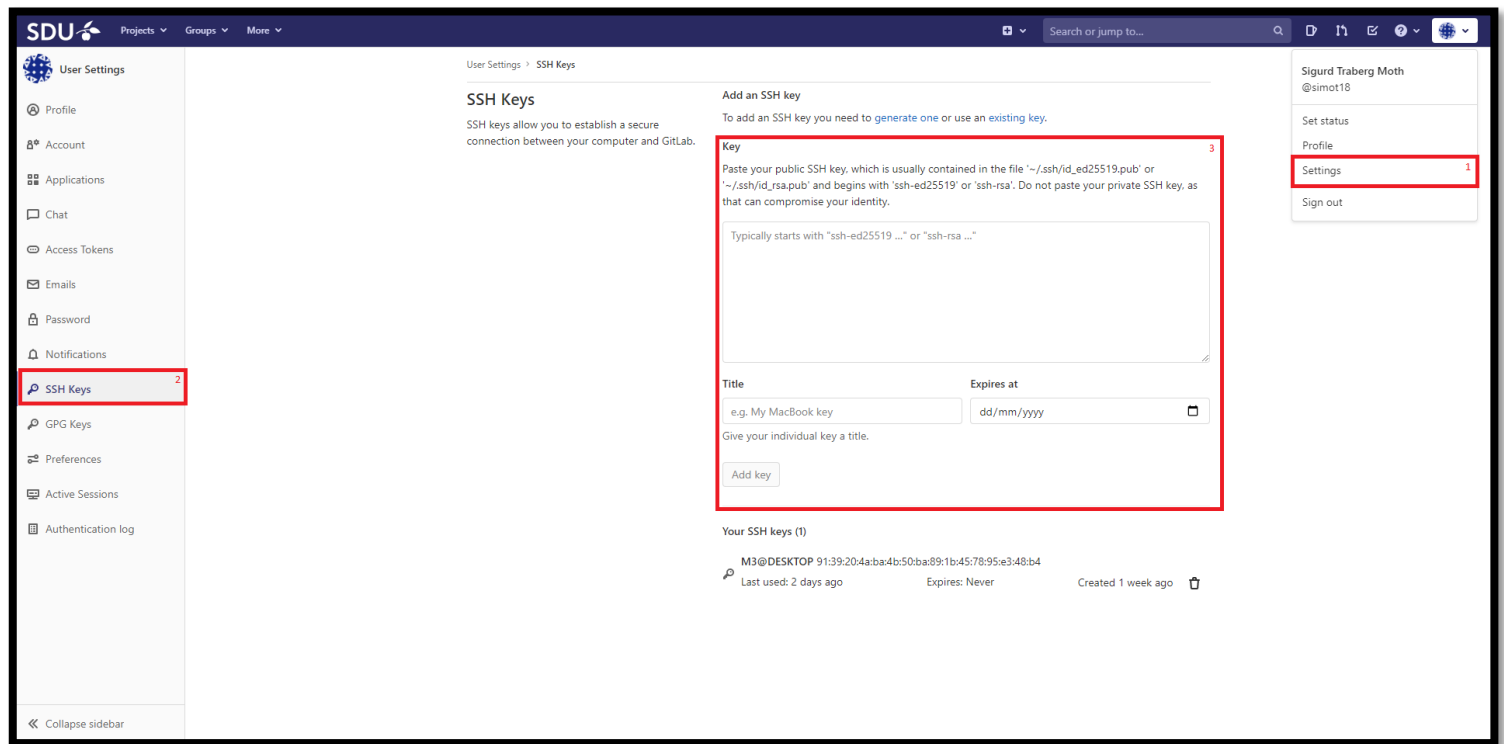 SDU
Projects
Groups
More
Search or jump to...
User Settings
Profile
Account
Applications
Chat
Access Tokens
Emails
Password
Notifications
SSH Keys
2
GPG Keys
Preferences
Active Sessions
Authentication log
Collapse sidebar
User Settings > SSH Keys
SSH Keys
SSH keys allow you to establish a secure
connection between your computer and GitLab.
Add an SSH key
To add an SSH key you need to generate one or use an existing key.
Key
3
Paste your public SSH key, which is usually contained in the file '~/.ssh/id_ed25519.pub' or
'~/.ssh/id_rsa.pub' and begins with 'ssh-ed25519' or 'ssh-rsa'. Do not paste your private SSH key, as
that can compromise your identity.
Typically starts with "ssh-ed25519 ..." or "ssh-rsa ..."
Title
Expires at
e.g. My MacBook key
dd/mm/yyyy
Give your individual key a title.
Add key
Your SSH keys (1)
M3@DESKTOP 91:39:20:4a:ba:4b:50:ba:89:1b:45:78:95:e3:48:b4
Last used: 2 days ago
Expires: Never
Created 1 week ago
Sigurd Traberg Moth
@simot18
Set status
Profile
Settings
1
Sign out